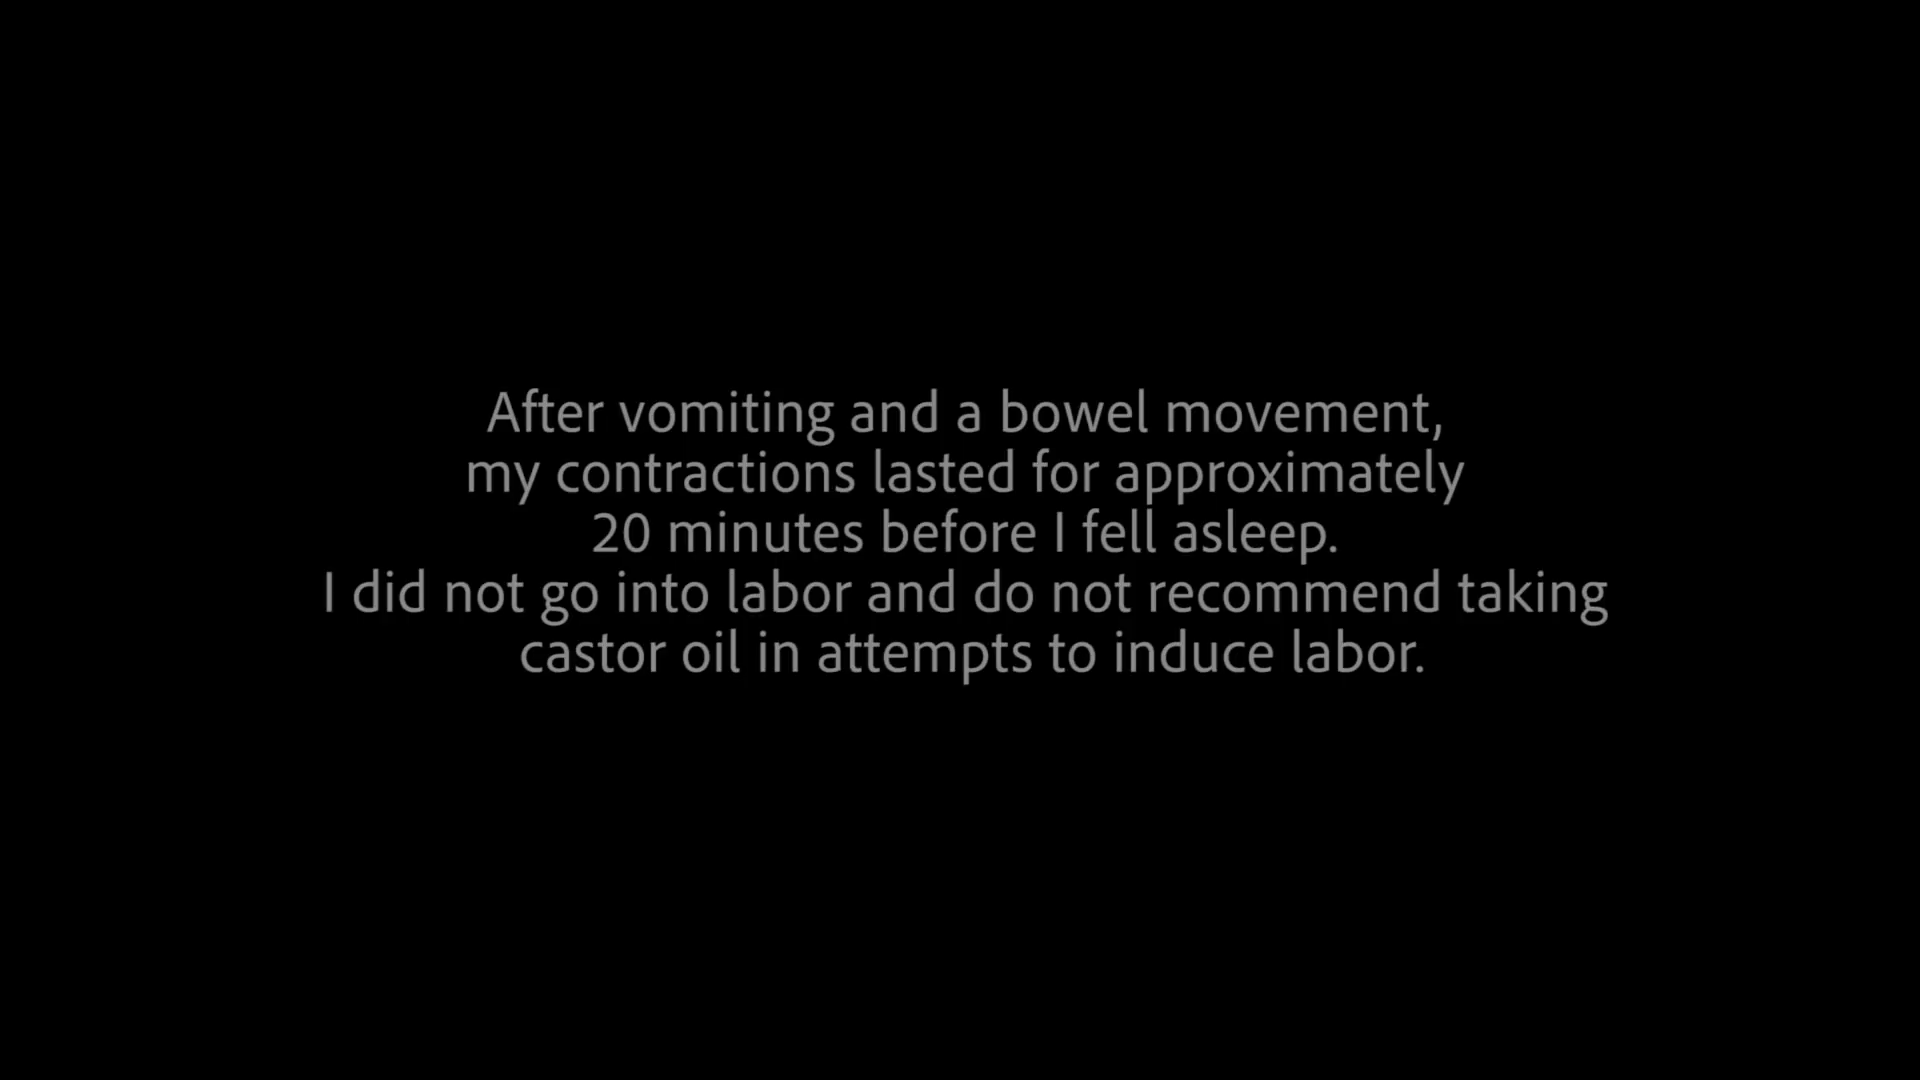 After vomiting and a bowel movement,
my contractions lasted for approximately
20 minutes before I fell asleep.
I did not go into labor and do not recommend taking
castor oil in attempts to induce labor.